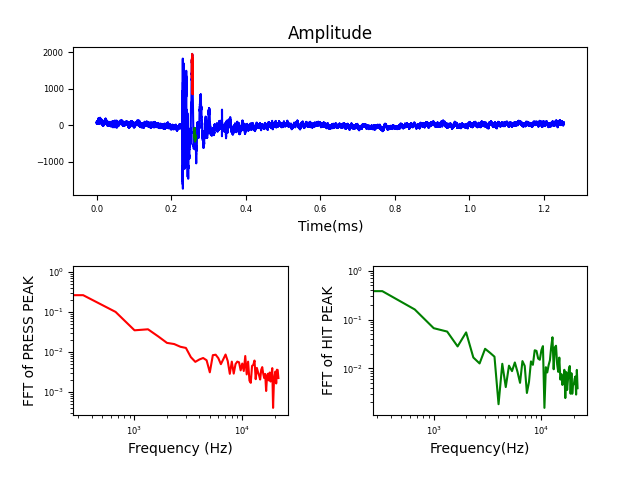 Amplitude
2000
1000
0
−1000
0.0 0.2 0.4 0.6 0.8 1.0 1.2
Time(ms)
FFT of PRESS PEAK
10⁰
10⁻¹
10⁻²
10⁻³
10³ 10⁴
Frequency (Hz)
FFT of HIT PEAK
10⁰
10⁻¹
10⁻²
10³ 10⁴
Frequency(Hz)